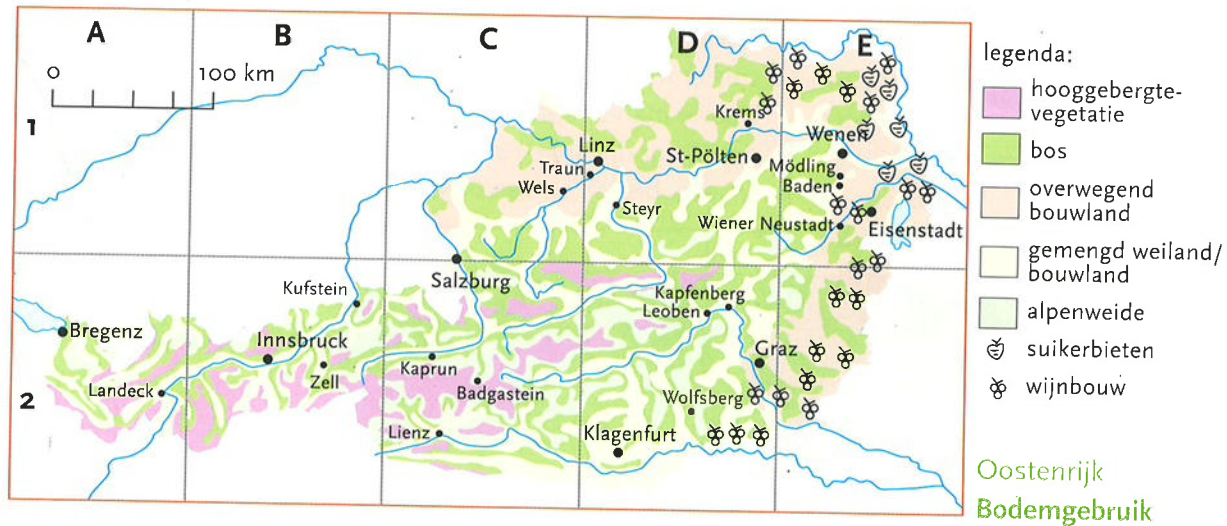 A
B
C
D
E
0
100 km
1
2
Krems
Wenen
Linz
St-Pölten
Traun
Mödling
Wels
Baden
Steyr
Wiener Neustadt
Eisenstadt
Salzburg
Kufstein
Kapfenberg
Leoben
Bregenz
Innsbruck
Graz
Zell
Kaprun
Landeck
Badgastein
Wolfsberg
Lienz
Klagenfurt
legenda:
hooggebergte-
vegetatie
bos
overwegend
bouwland
gemengd weiland/
bouwland
alpenweide
suikerbieten
wijnbouw
Oostenrijk
Bodemgebruik